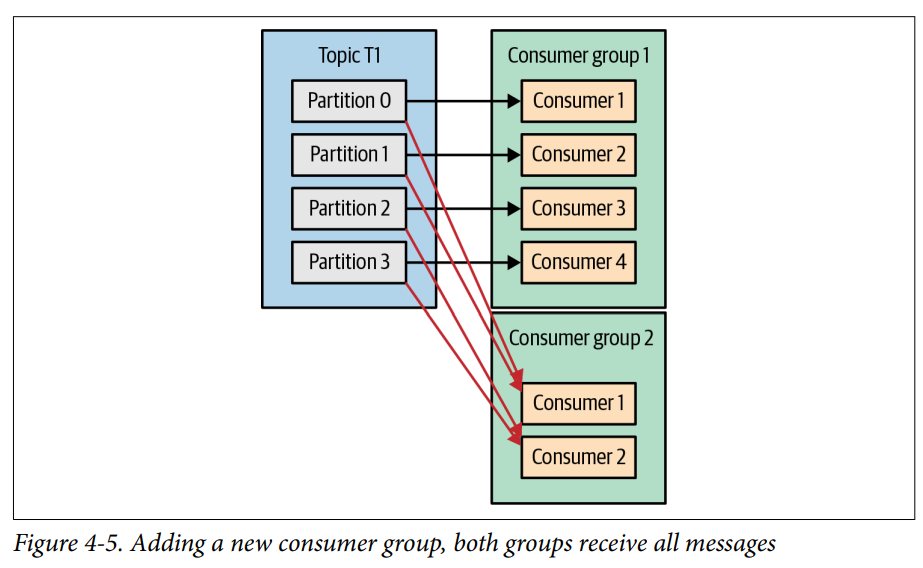 Topic T1
Partition 0
Partition 1
Partition 2
Partition 3
Consumer group 1
Consumer 1
Consumer 2
Consumer 3
Consumer 4
Consumer group 2
Consumer 1
Consumer 2
Figure 4-5. Adding a new consumer group, both groups receive all messages